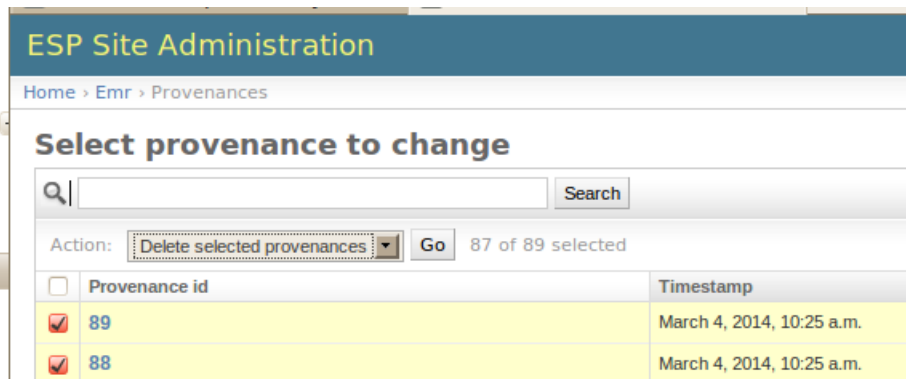 ESP Site Administration
Home › Emr › Provenances
Select provenance to change
Search
Action: Delete selected provenances Go 87 of 89 selected
Provenance id Timestamp
89 March 4, 2014, 10:25 a.m.
88 March 4, 2014, 10:25 a.m.